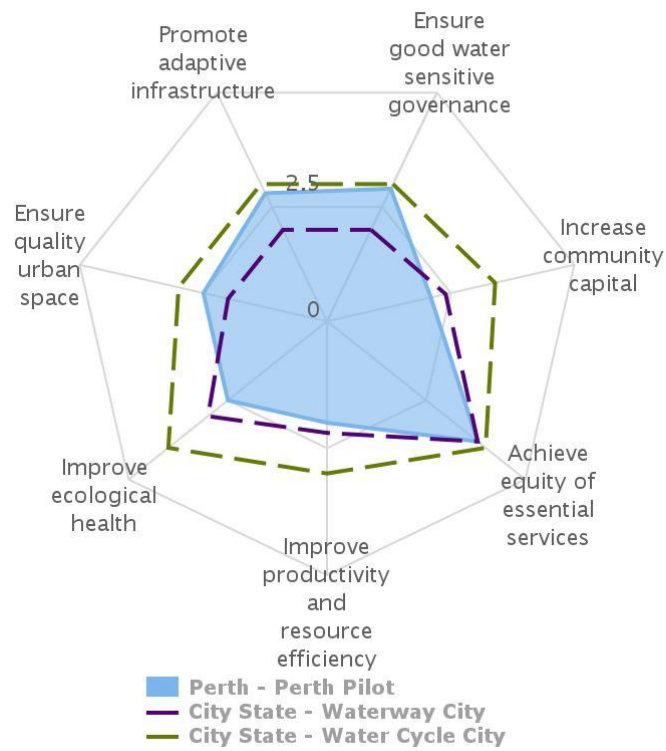 Promote
adaptive
infrastructure
Ensure
good water
sensitive
governance
2.5
Ensure
quality
urban
space
Increase
community
capital
0
Improve
ecological
health
Achieve
equity of
essential
services
Improve
productivity
and
resource
efficiency
Perth - Perth Pilot
City State - Waterway City
City State - Water Cycle City